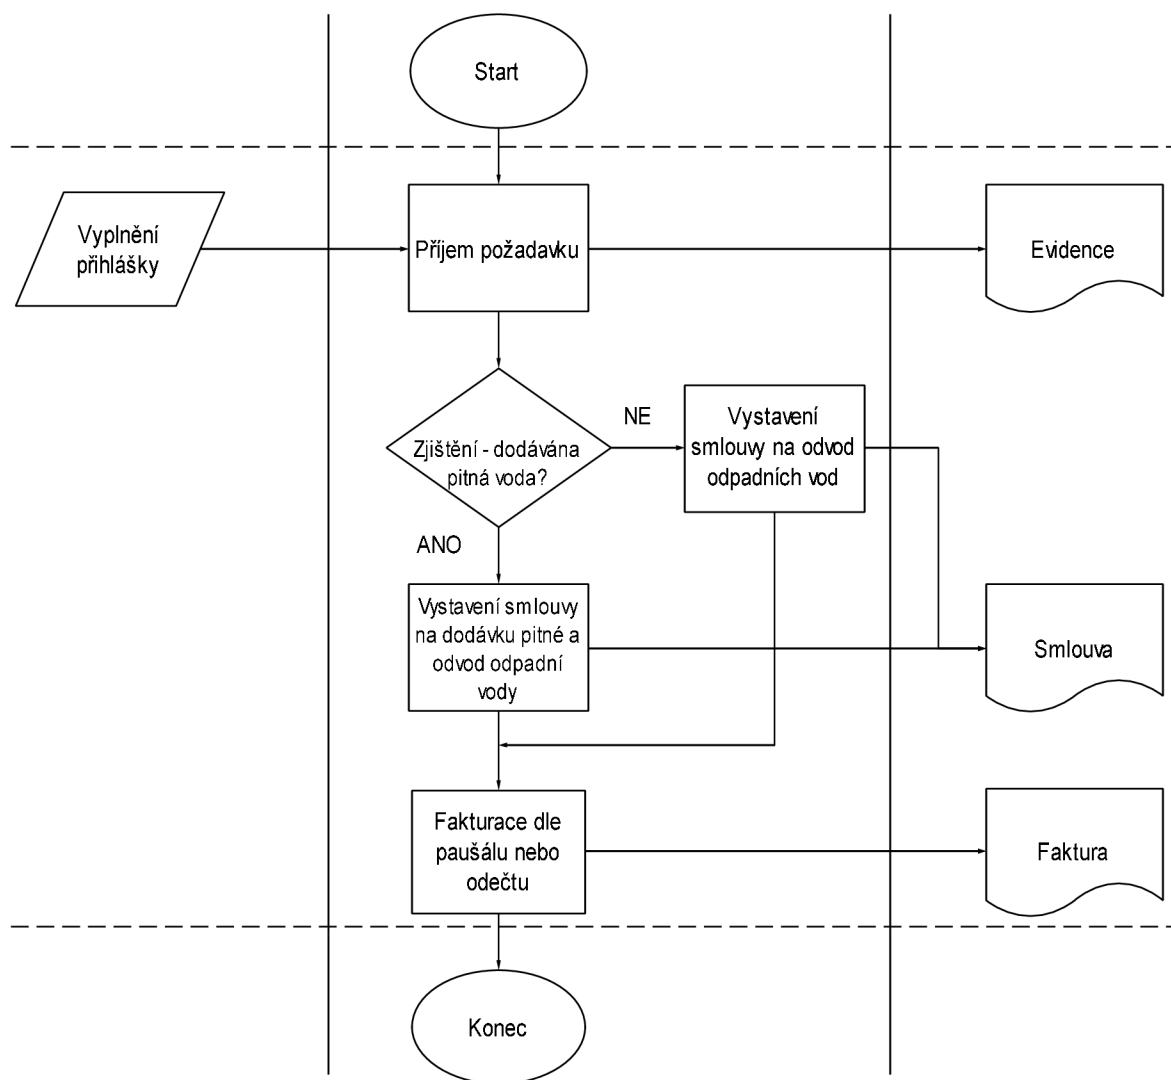 Start
Vyplnění
přihlášky
Příjem požadavku
Evidence
Zjištění - dodávána
pitná voda?
NE
Vystavení
smlouvy na odvod
odpadních vod
ANO
Vystavení smlouvy
na dodávku pitné a
odvod odpadní
vody
Smlouva
Fakturace dle
paušálu nebo
odečtu
Faktura
Konec